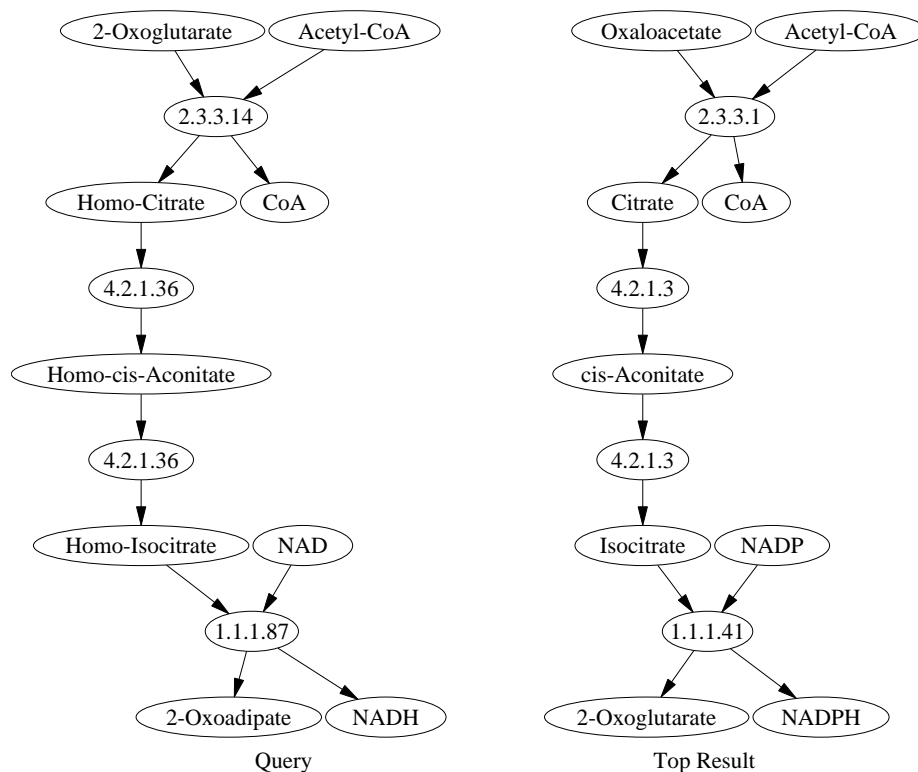 2-Oxoglutarate
Acetyl-CoA
2.3.3.14
Homo-Citrate
CoA
4.2.1.36
Homo-cis-Aconitate
4.2.1.36
Homo-Isocitrate
NAD
1.1.1.87
2-Oxoadipate
NADH
Query
Oxaloacetate
Acetyl-CoA
2.3.3.1
Citrate
CoA
4.2.1.3
cis-Aconitate
4.2.1.3
Isocitrate
NADP
1.1.1.41
2-Oxoglutarate
NADPH
Top Result